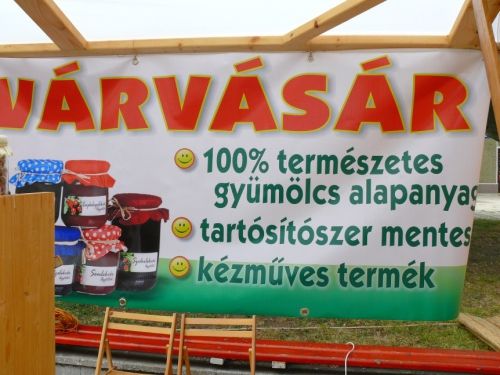 VÁRVÁSÁR
100% természetes
gyümölcs alapanyag
tartósítószer mentes
kézműves termék